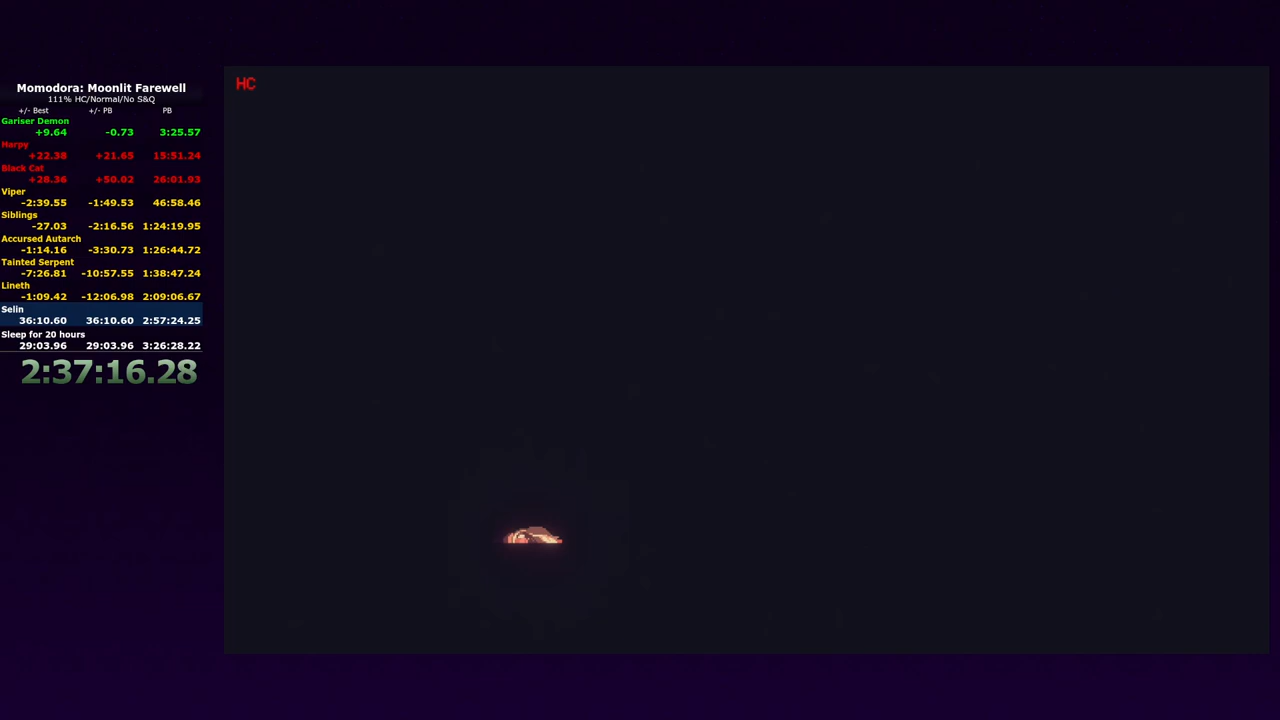 HC
Momodora: Moonlit Farewell
111% HC/Normal/No S&Q
+/- Best +/- PB PB
Gariser Demon
+9.64 -0.73 3:25.57
Harpy
+22.38 +21.65 15:51.24
Black Cat
+28.36 +50.02 26:01.93
Viper
-2:39.55 -1:49.53 46:58.46
Siblings
-27.03 -2:16.56 1:24:19.95
Accursed Autarch
-1:14.16 -3:30.73 1:26:44.72
Tainted Serpent
-7:26.81 -10:57.55 1:38:47.24
Lineth
-1:09.42 -12:06.98 2:09:06.67
Selin
36:10.60 36:10.60 2:57:24.25
Sleep for 20 hours
29:03.96 29:03.96 3:26:28.22
2:37:16.28